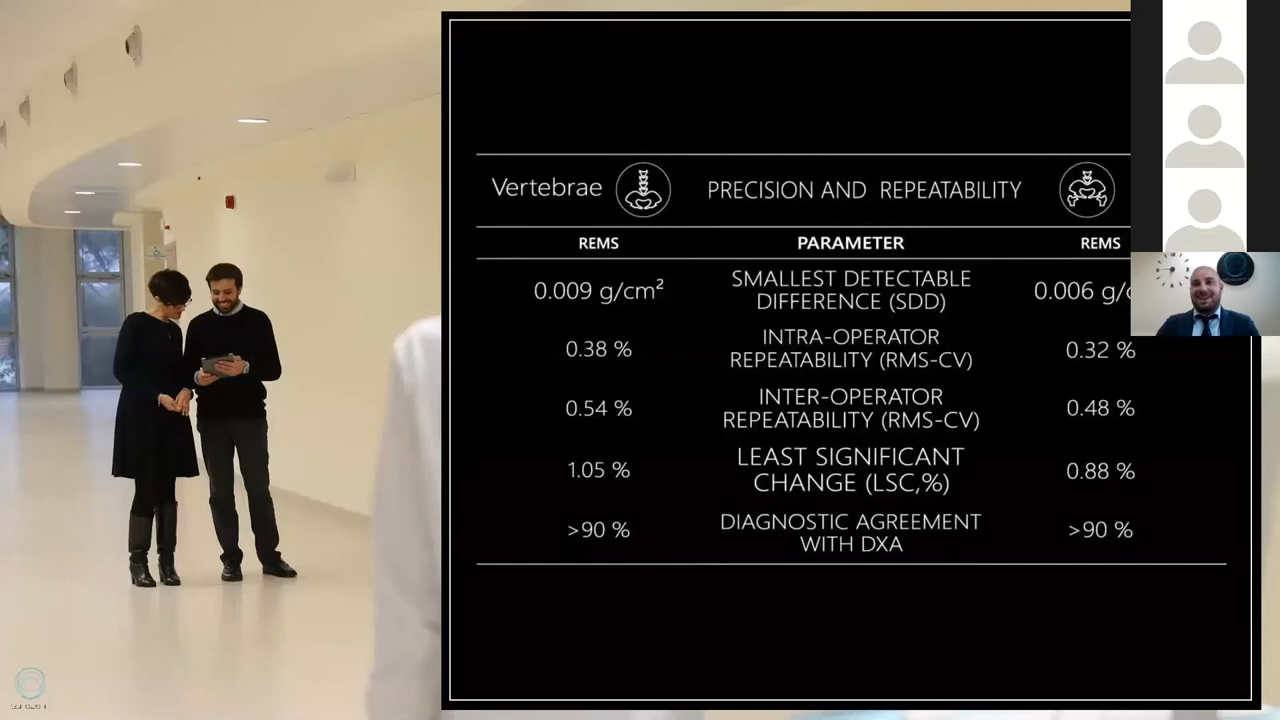 Vertebrae PRECISION AND REPEATABILITY
REMS PARAMETER REMS
0.009 g/cm² SMALLEST DETECTABLE DIFFERENCE (SDD) 0.006
0.38 % INTRA-OPERATOR REPEATABILITY (RMS-CV) 0.32 %
0.54 % INTER-OPERATOR REPEATABILITY (RMS-CV) 0.48 %
1.05 % LEAST SIGNIFICANT CHANGE (LSC,%) 0.88 %
>90 % DIAGNOSTIC AGREEMENT WITH DXA >90 %